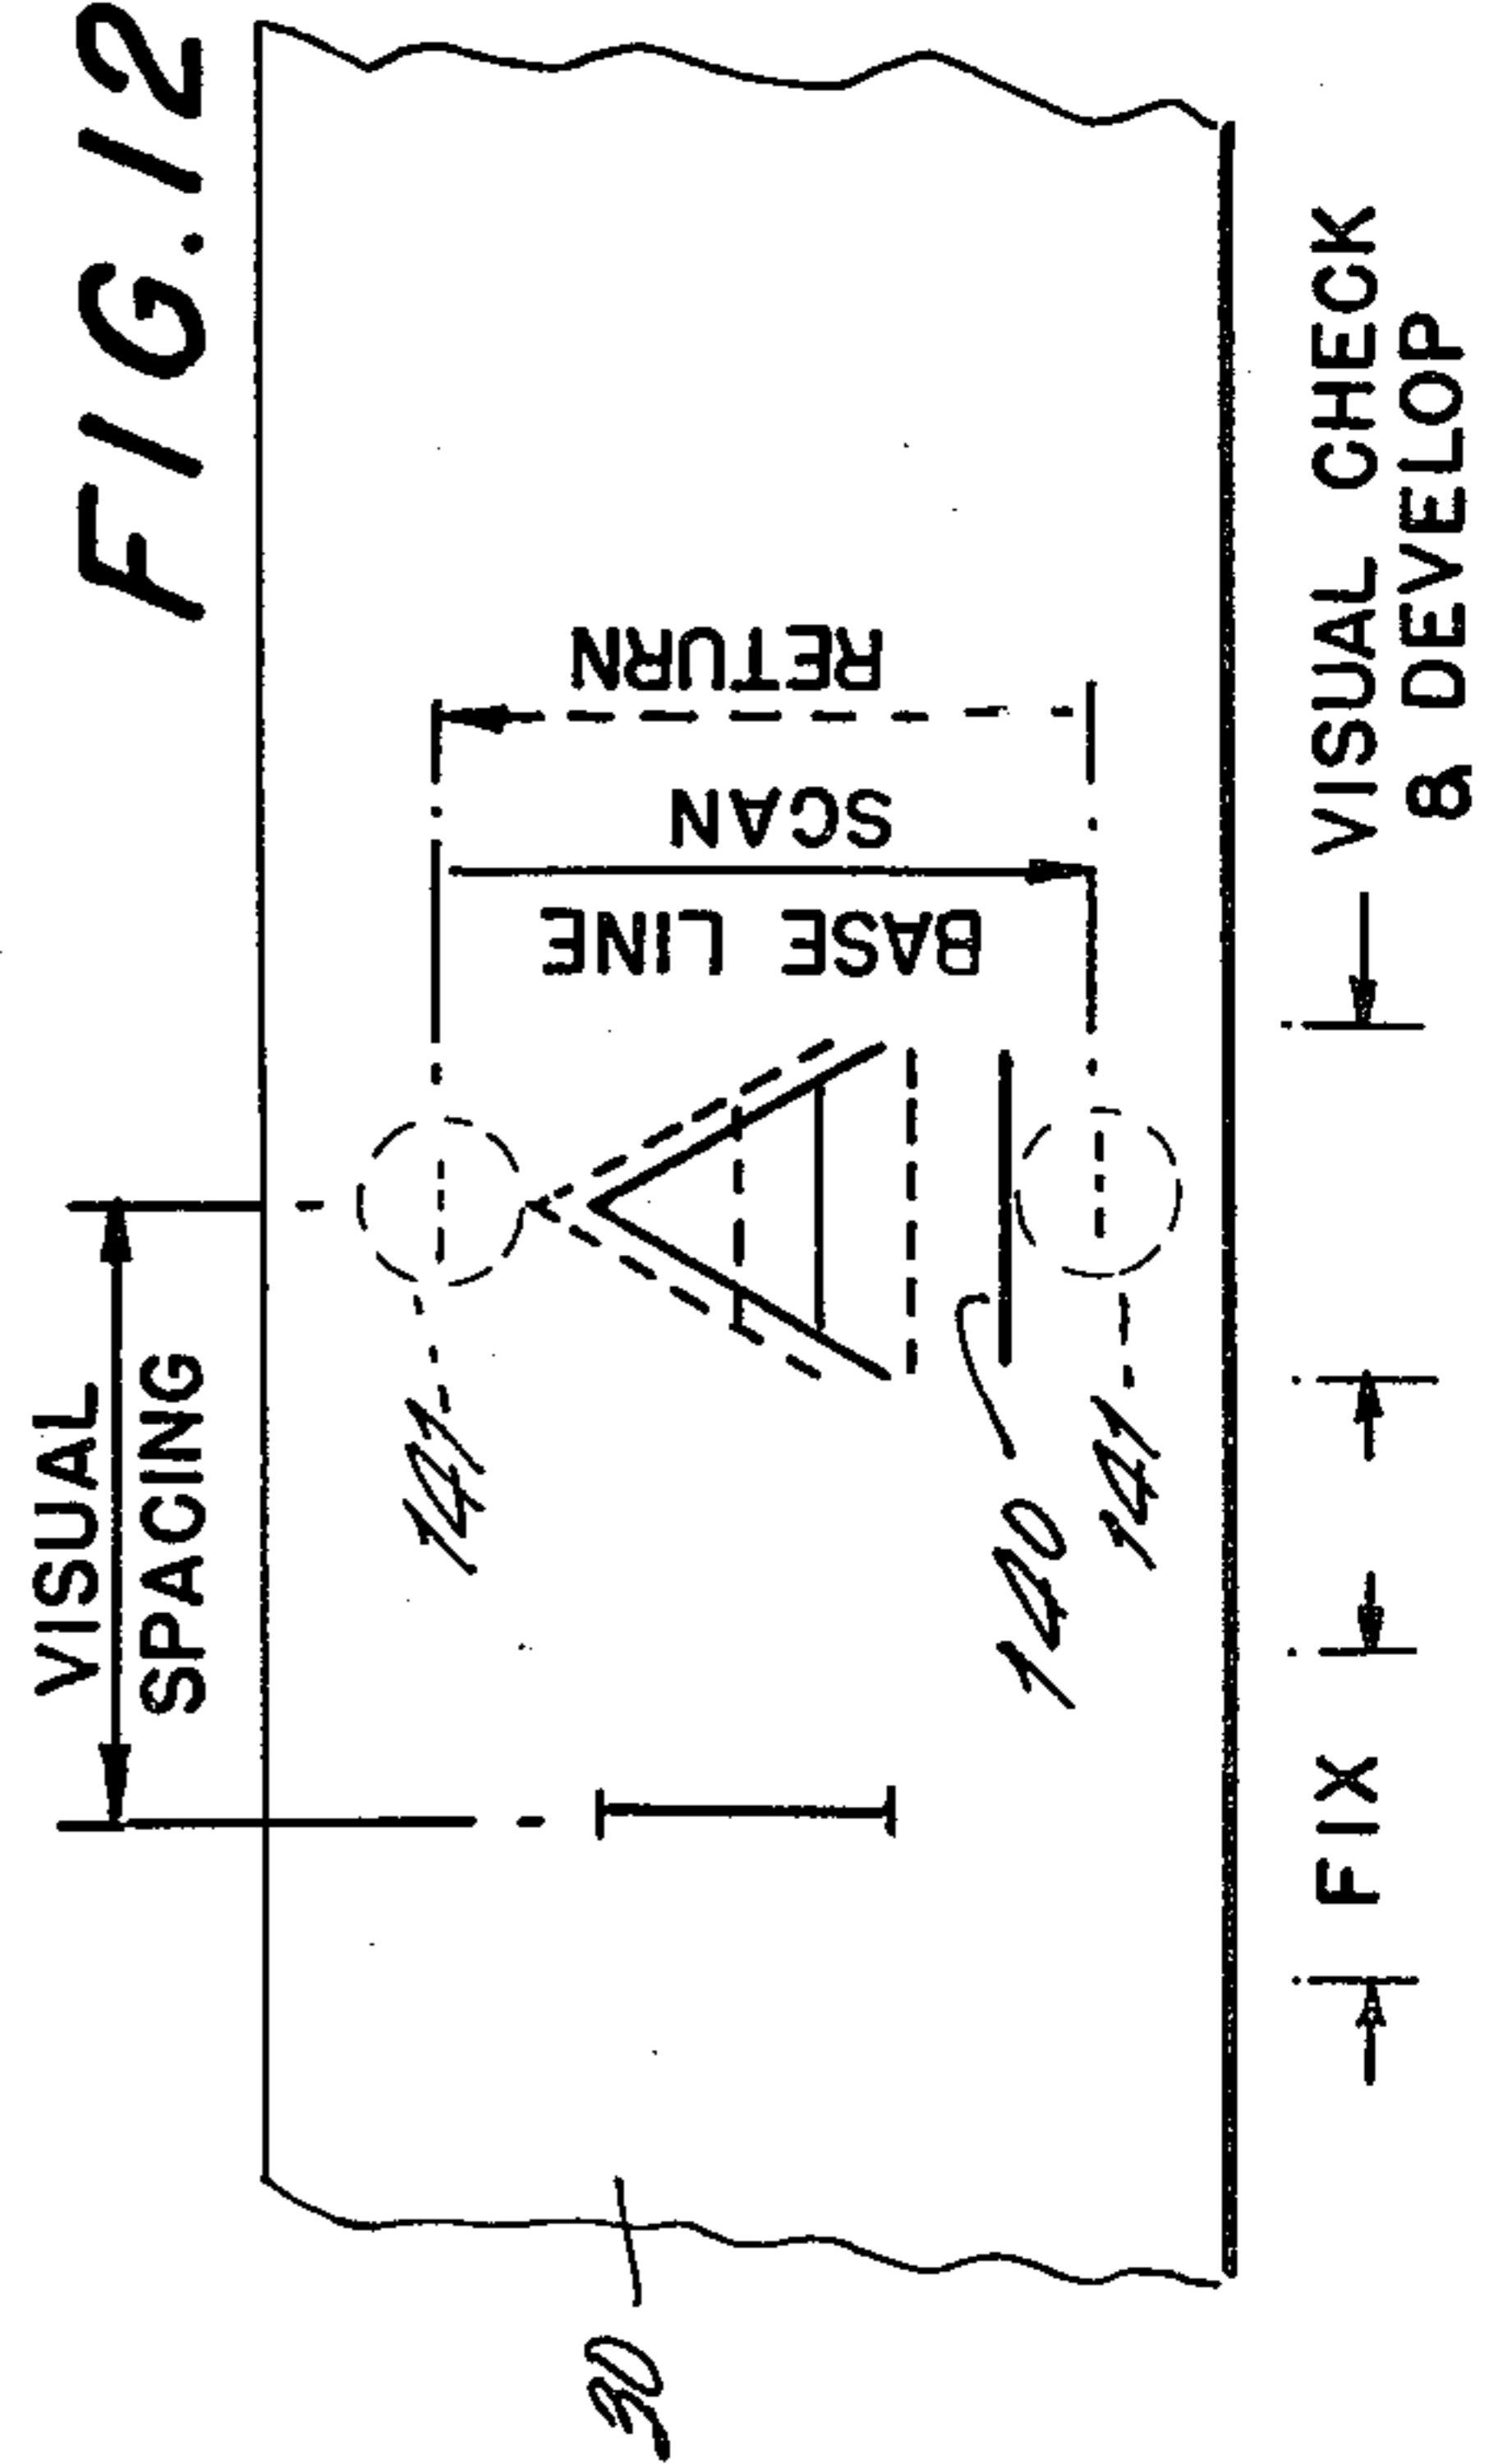 FIG.12
VISUAL
SPACING
141
I A
BASE LINE
SCAN
RETURN
30
140
141
FIX
VISUAL CHECK
& DEVELOP